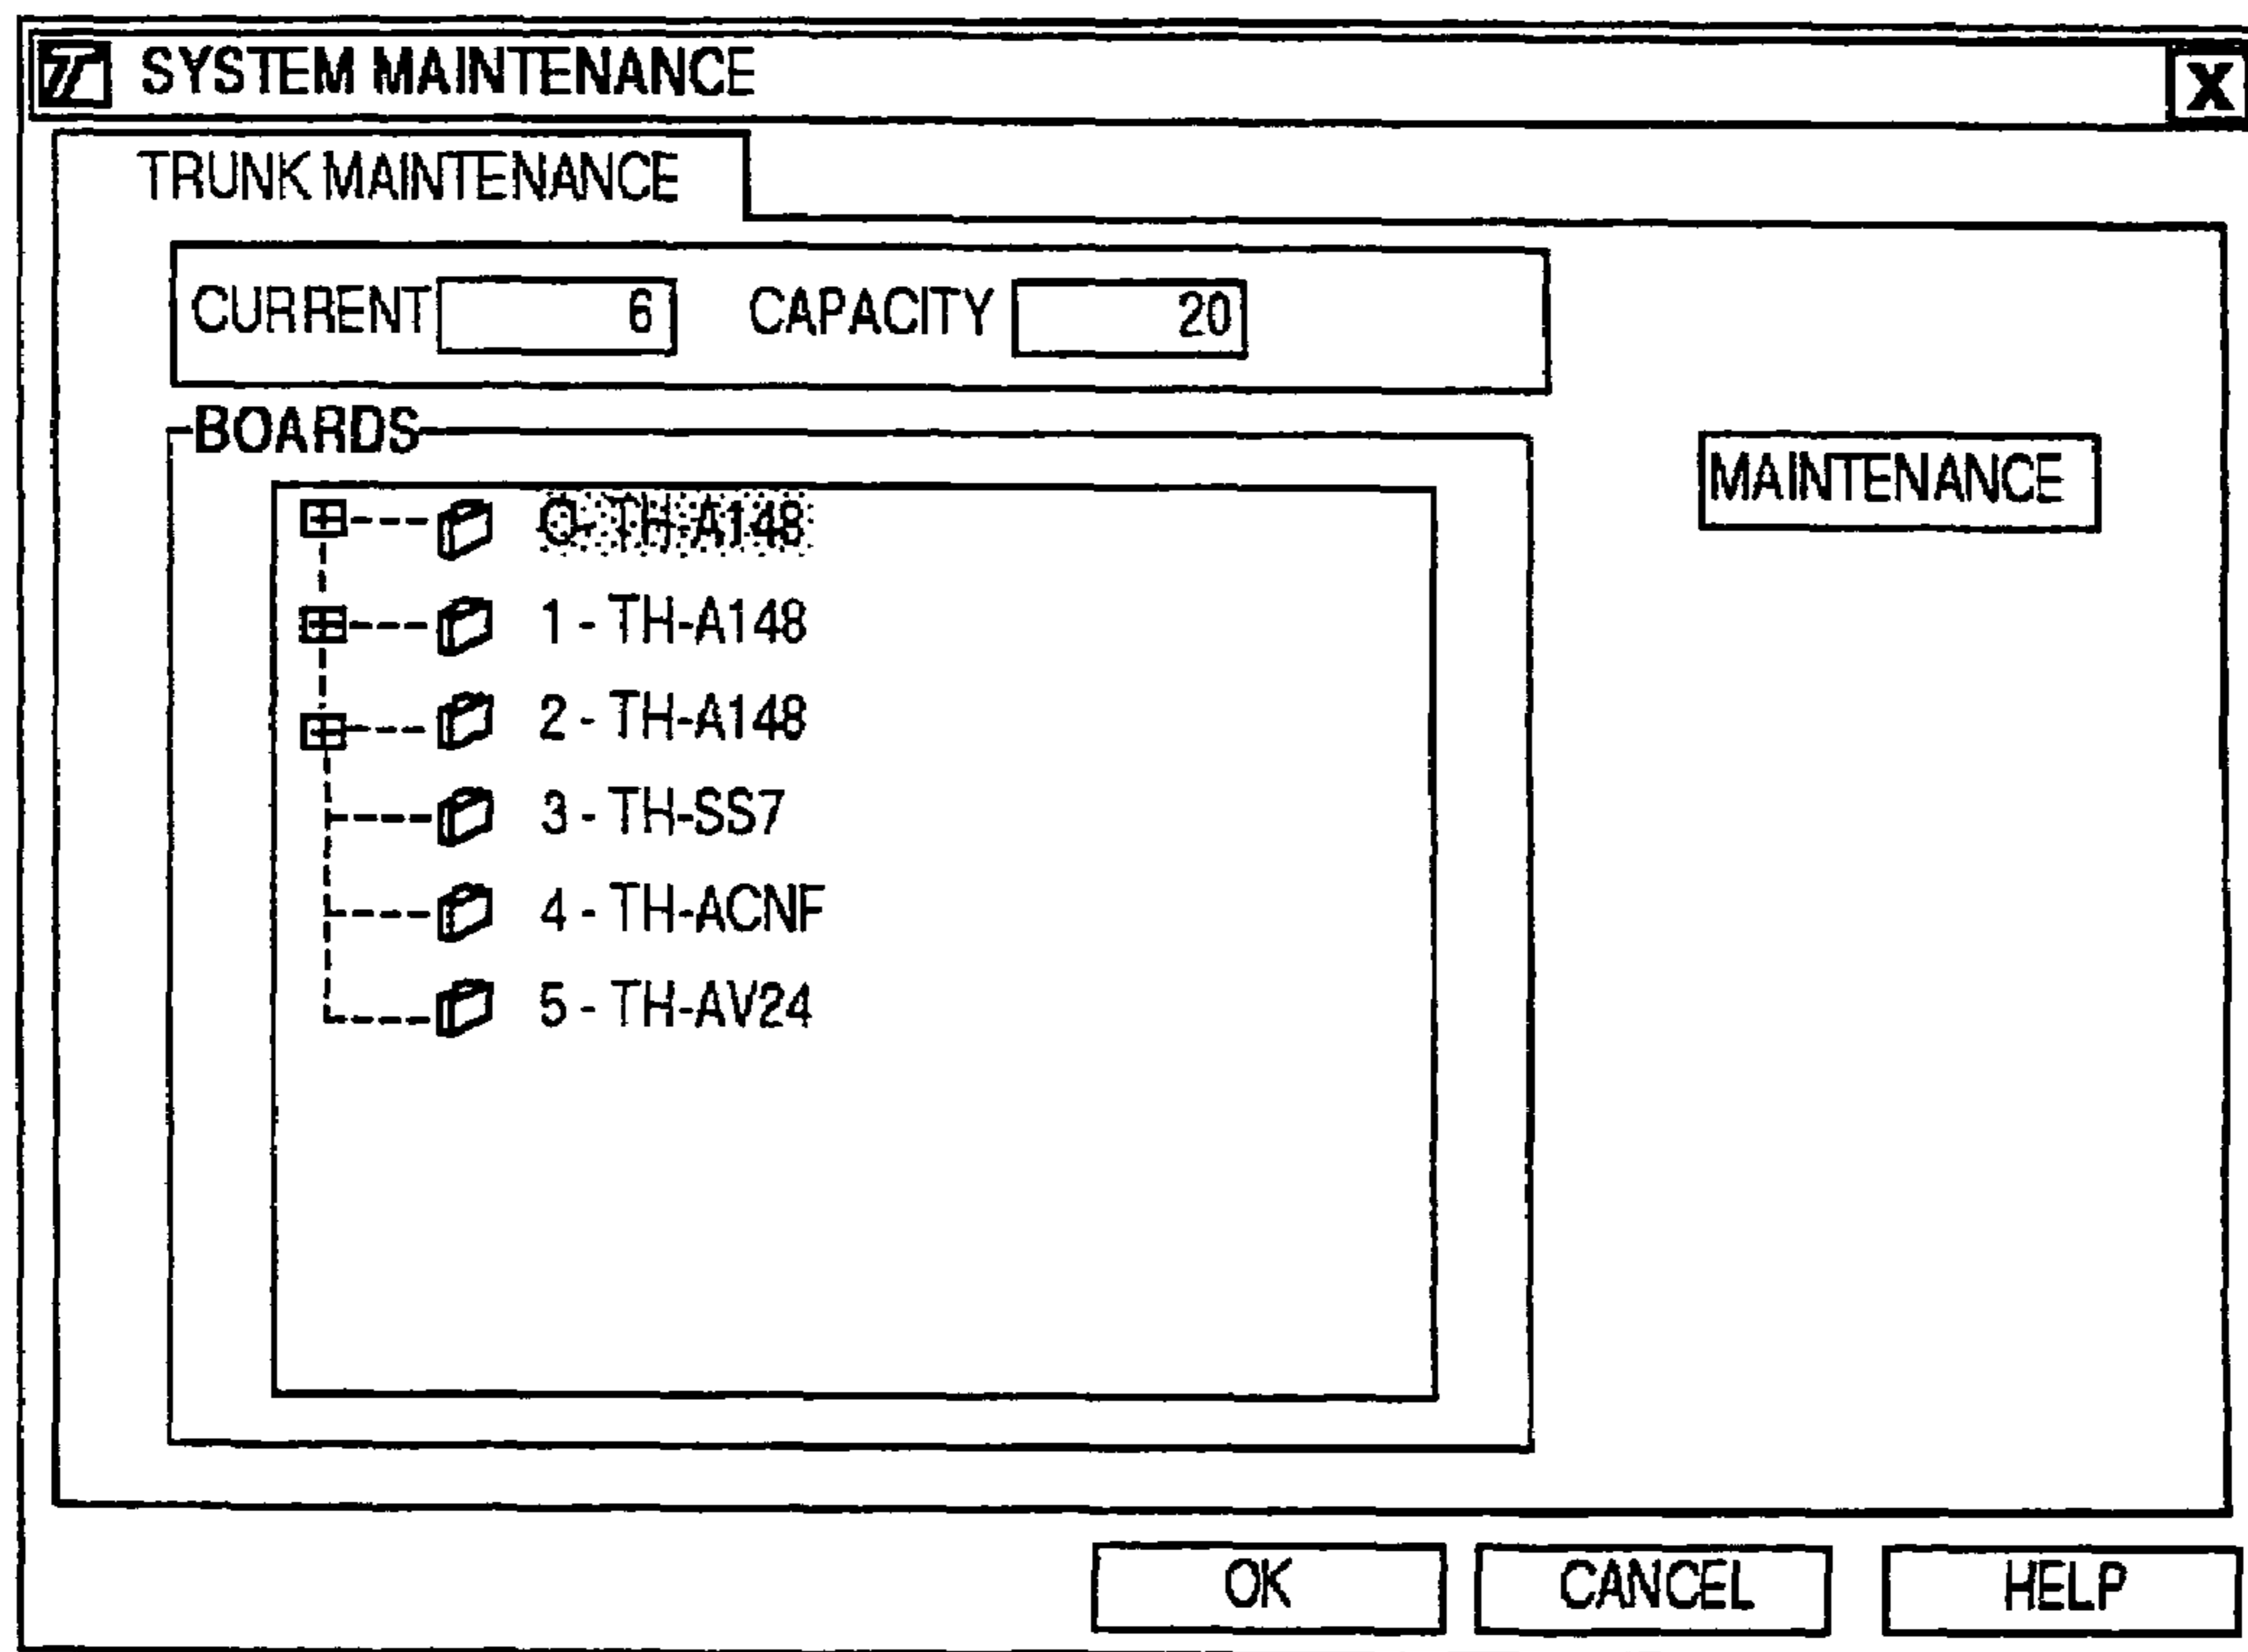 SYSTEM MAINTENANCE X
TRUNK MAINTENANCE
CURRENT 6 CAPACITY 20
BOARDS
MAINTENANCE
0 - TH-A148
1 - TH-A148
2 - TH-A148
3 - TH-SS7
4 - TH-ACNF
5 - TH-AV24
OK CANCEL HELP